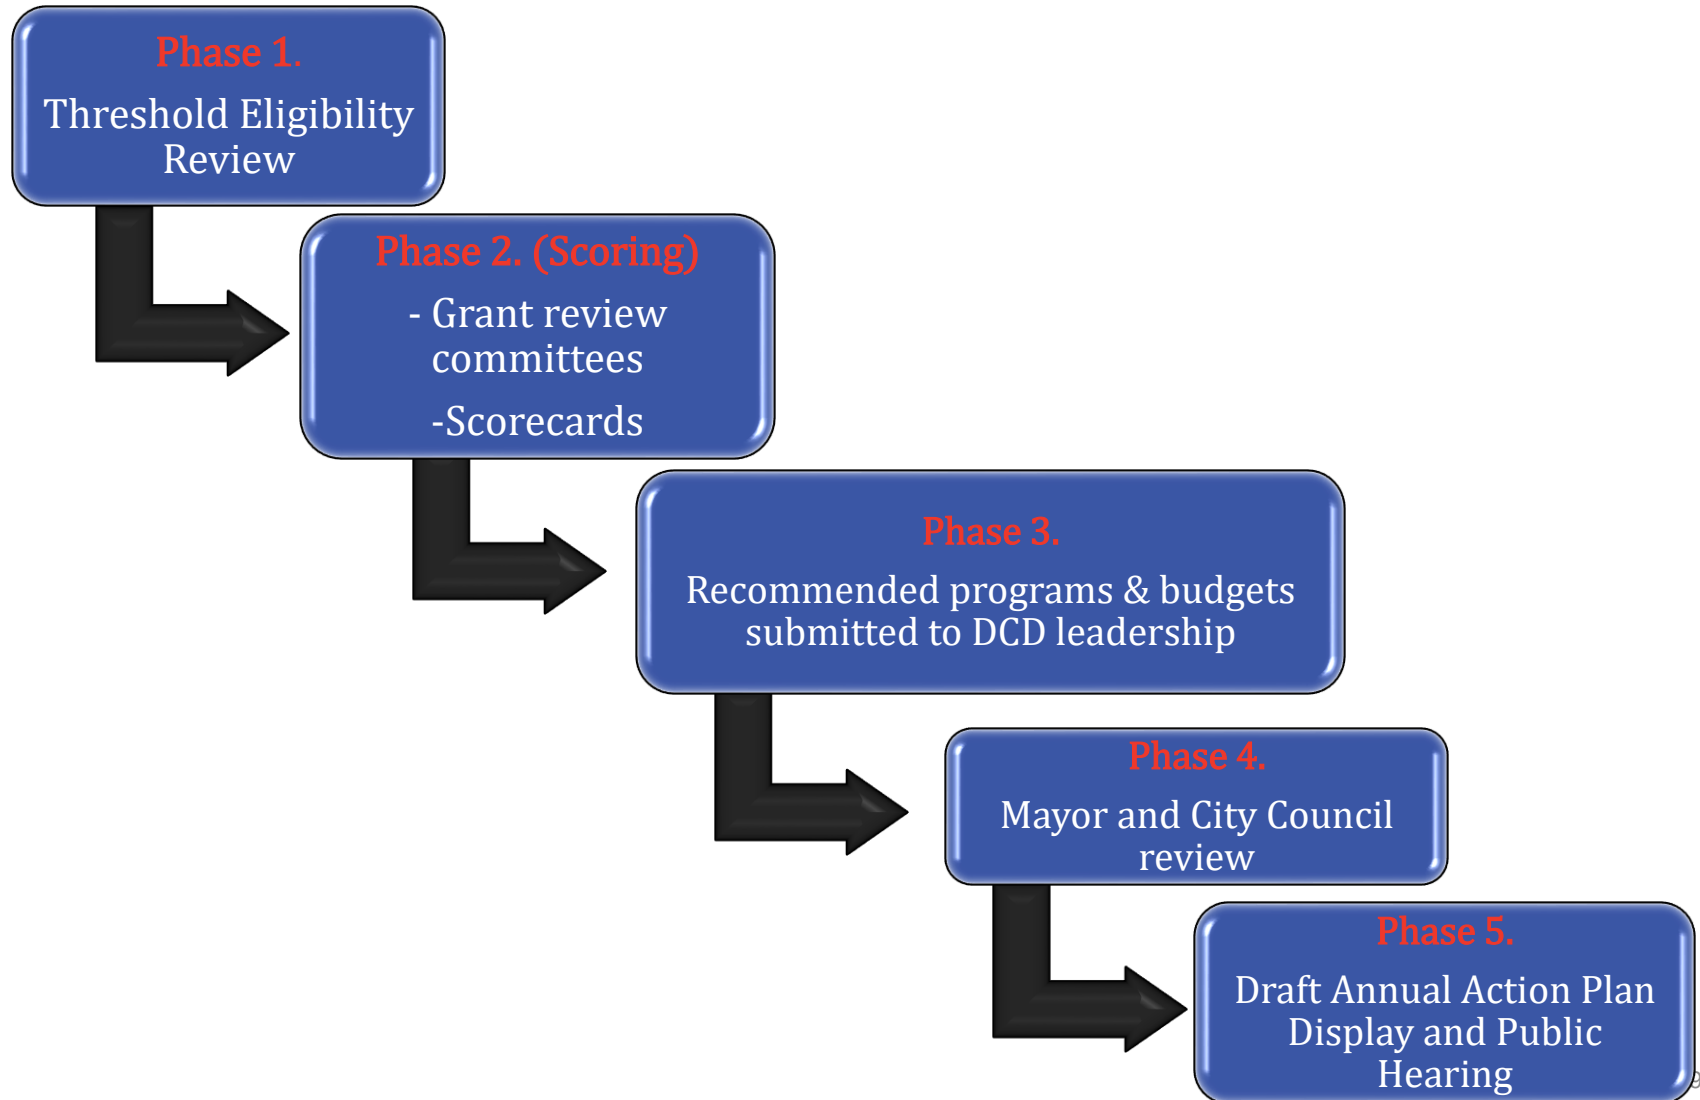 Phase 1.
Threshold Eligibility
Review
Phase 2. (Scoring)
- Grant review
committees
-Scorecards
Phase 3.
Recommended programs & budgets
submitted to DCD leadership
Phase 4.
Mayor and City Council
review
Phase 5.
Draft Annual Action Plan
Display and Public
Hearing